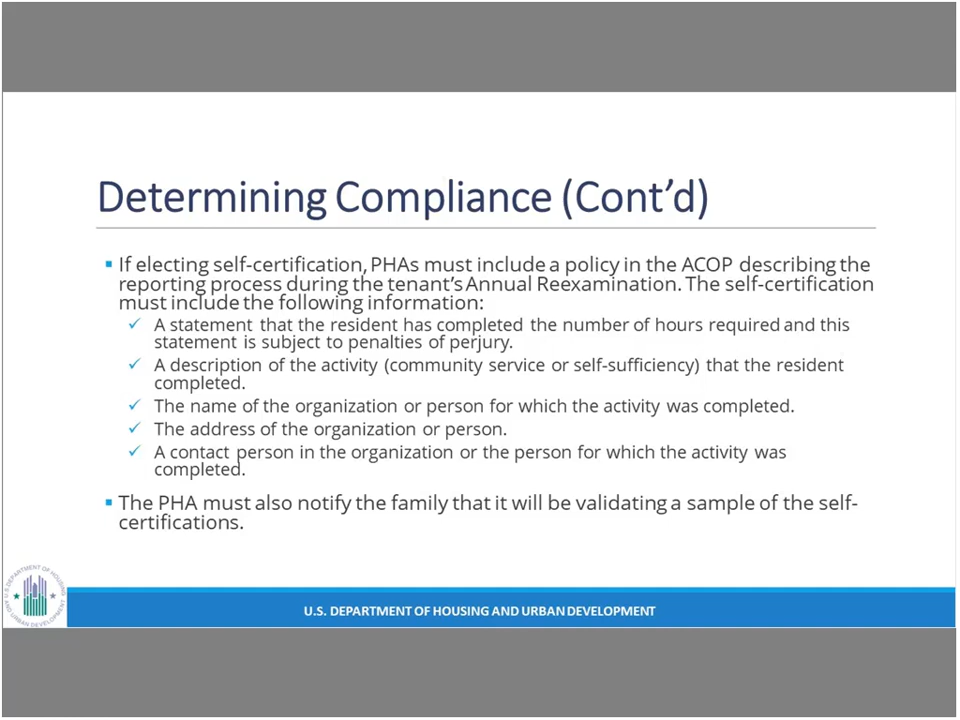 Determining Compliance (Cont’d)
If electing self-certification, PHAs must include a policy in the ACOP describing the
reporting process during the tenant’s Annual Reexamination. The self-certification
must include the following information:
A statement that the resident has completed the number of hours required and this
statement is subject to penalties of perjury.
A description of the activity (community service or self-sufficiency) that the resident
completed.
The name of the organization or person for which the activity was completed.
The address of the organization or person.
A contact person in the organization or the person for which the activity was
completed.
The PHA must also notify the family that it will be validating a sample of the self-
certifications.
U.S. DEPARTMENT OF HOUSING AND URBAN DEVELOPMENT
U.S. DEPARTMENT OF HOUSING
AND URBAN DEVELOPMENT